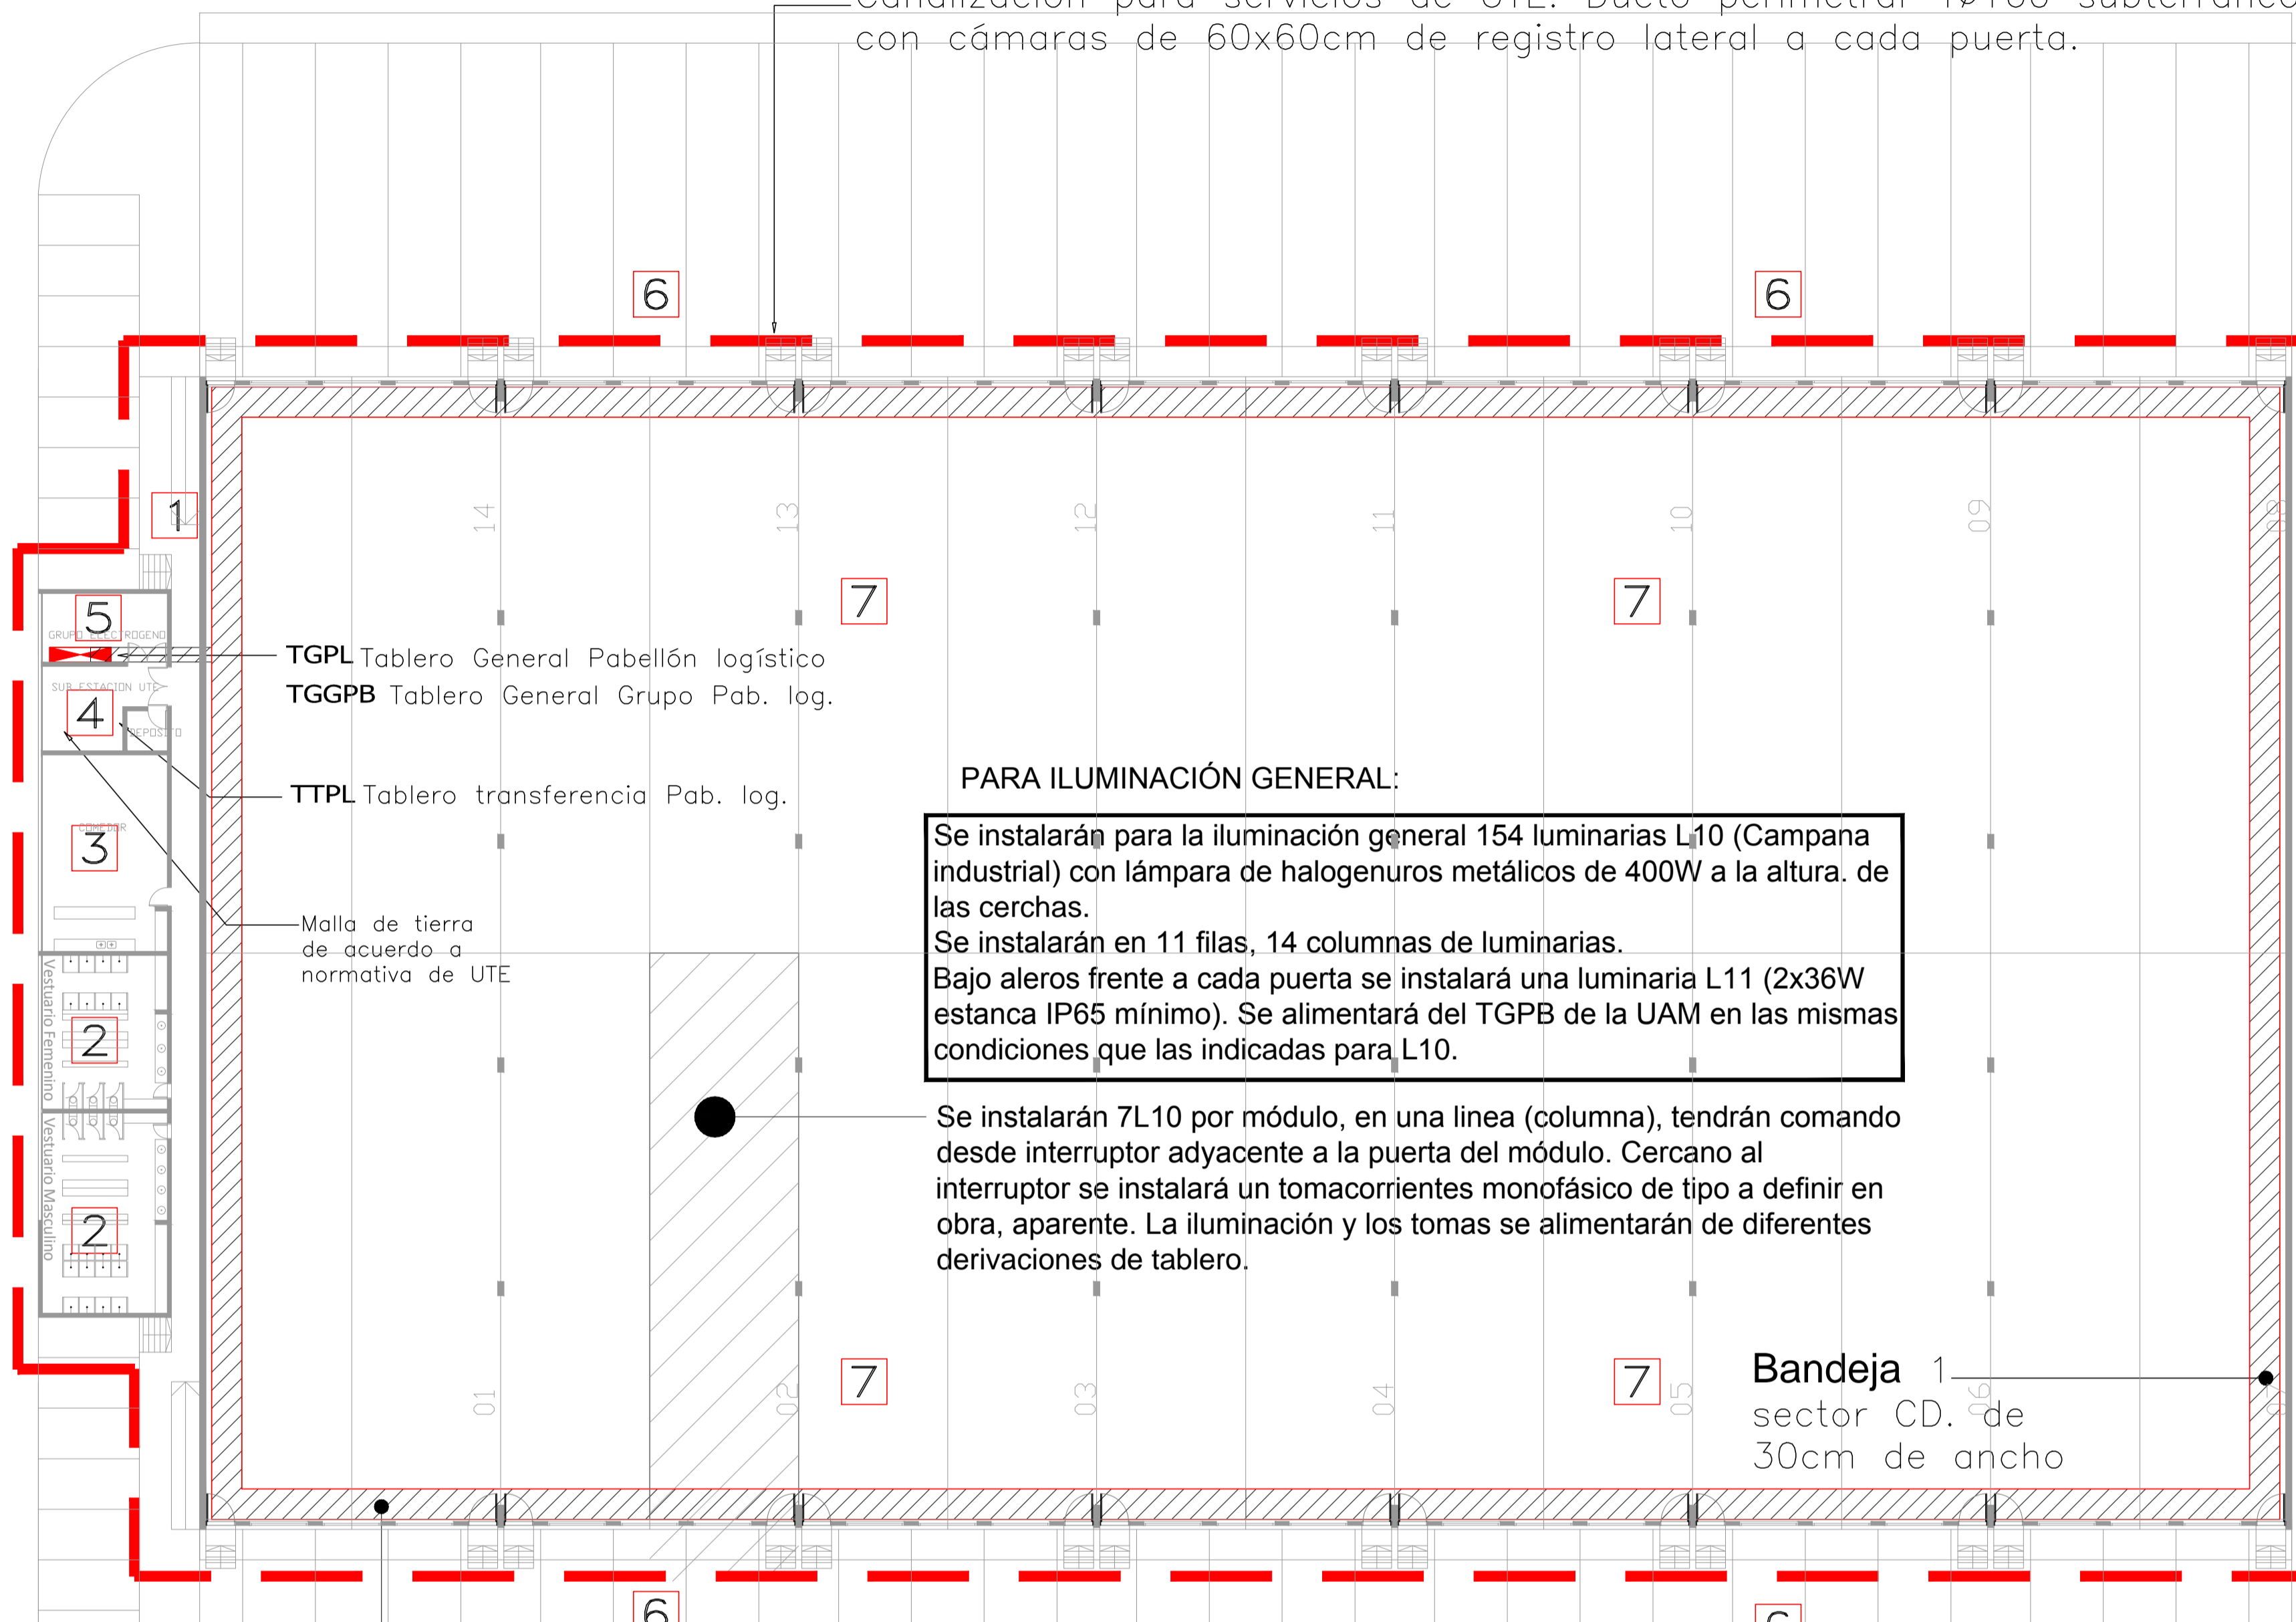 con cámaras de 60x60cm de registro lateral a cada puerta.
6
6
1
14
13
12
11
10
09
08
7
7
5
GRUPO ELECTROGENO
TGPL Tablero General Pabellón logístico
TGGPB Tablero General Grupo Pab. log.
SUB ESTACION UTE
4
DEPOSITO
TTPL Tablero transferencia Pab. log.
COMEDOR
3
Malla de tierra
de acuerdo a
normativa de UTE
PARA ILUMINACIÓN GENERAL:
Se instalarán para la iluminación general 154 luminarias L10 (Campana
industrial) con lámpara de halogenuros metálicos de 400W a la altura. de
las cerchas.
Se instalarán en 11 filas, 14 columnas de luminarias.
Bajo aleros frente a cada puerta se instalará una luminaria L11 (2x36W
estanca IP65 mínimo). Se alimentará del TGPB de la UAM en las mismas
condiciones que las indicadas para L10.
Vestuario Femenino
2
Se instalarán 7L10 por módulo, en una linea (columna), tendrán comando
desde interruptor adyacente a la puerta del módulo. Cercano al
interruptor se instalará un tomacorrientes monofásico de tipo a definir en
obra, aparente. La iluminación y los tomas se alimentarán de diferentes
derivaciones de tablero.
Vestuario Masculino
2
7
7
Bandeja 1
sector CD. de
30cm de ancho
01
02
03
04
05
06
6